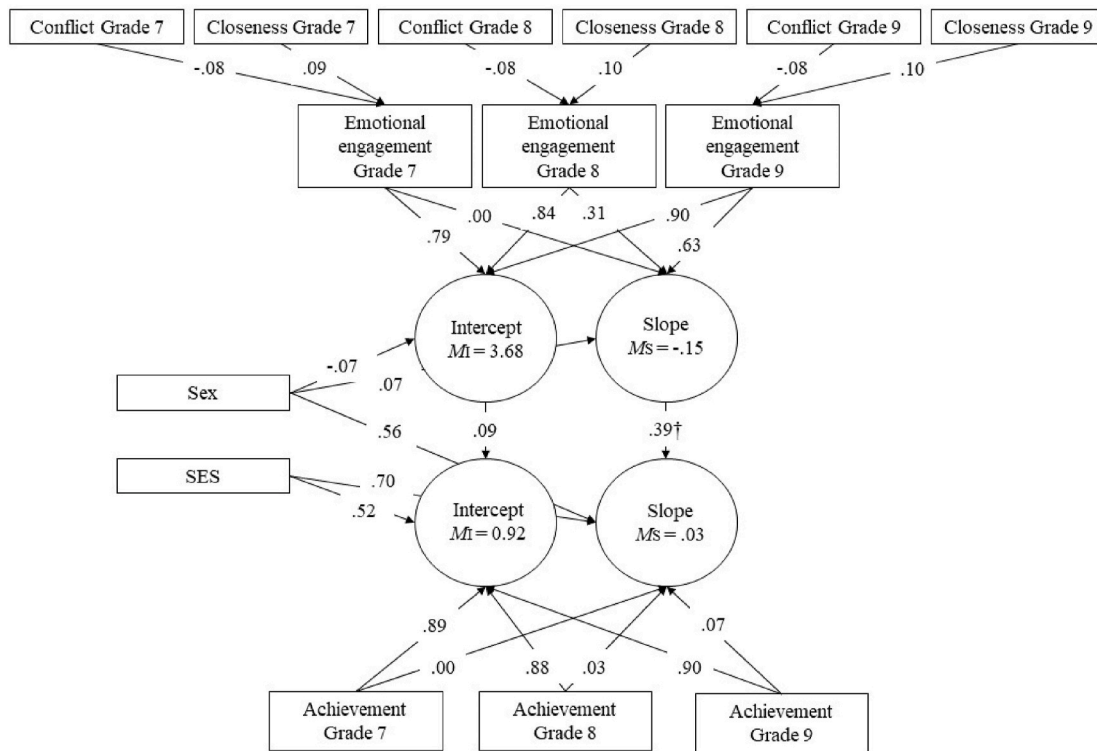 Conflict Grade 7
Closeness Grade 7
Conflict Grade 8
Closeness Grade 8
Conflict Grade 9
Closeness Grade 9
-.08
.09
-.08
.10
-.08
.10
Emotional
engagement
Grade 7
Emotional
engagement
Grade 8
Emotional
engagement
Grade 9
.79
.00
.84
.31
.90
.63
Intercept
MI = 3.68
Slope
MS = -.15
Sex
-.07
.07
.56
.09
.39†
SES
.70
.52
Intercept
MI = 0.92
Slope
MS = .03
.89
.00
.88
.03
.90
.07
Achievement
Grade 7
Achievement
Grade 8
Achievement
Grade 9